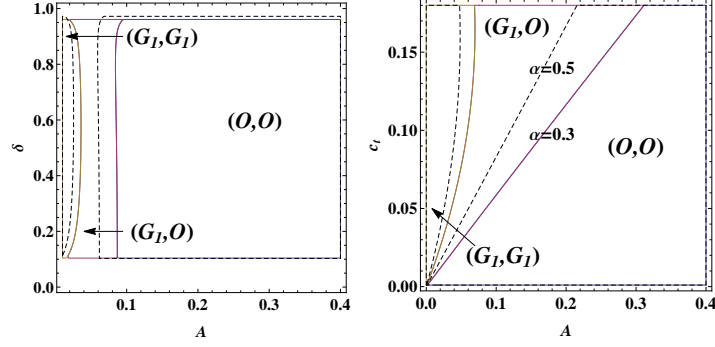 1.0
0.8
0.6
0.4
0.2
0.0
δ
(G1,G1)
(O,O)
(G1,O)
0.1 0.2 0.3 0.4
A
0.15
0.10
0.05
0.00
ct
(G1,O)
α=0.5
α=0.3
(O,O)
(G1,G1)
0.0 0.1 0.2 0.3 0.4
A